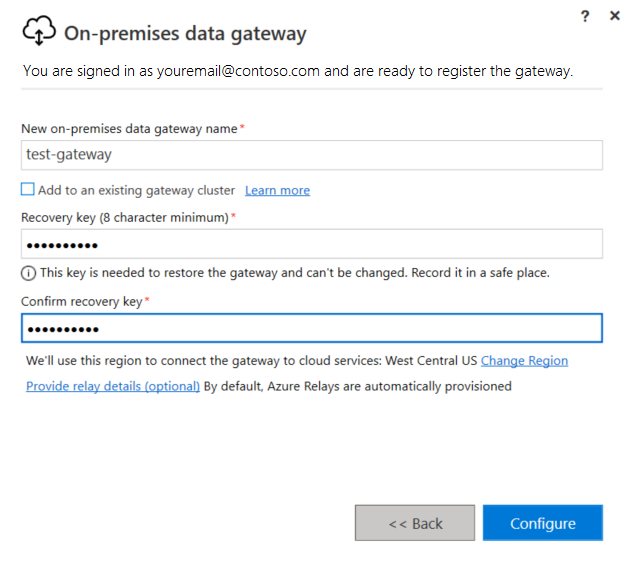 ? ×
On-premises data gateway
You are signed in as youremail@contoso.com and are ready to register the gateway.
New on-premises data gateway name*
test-gateway
Add to an existing gateway cluster Learn more
Recovery key (8 character minimum)*
••••••••••
This key is needed to restore the gateway and can't be changed. Record it in a safe place.
Confirm recovery key*
••••••••••
We'll use this region to connect the gateway to cloud services: West Central US Change Region
Provide relay details (optional) By default, Azure Relays are automatically provisioned
<< Back Configure